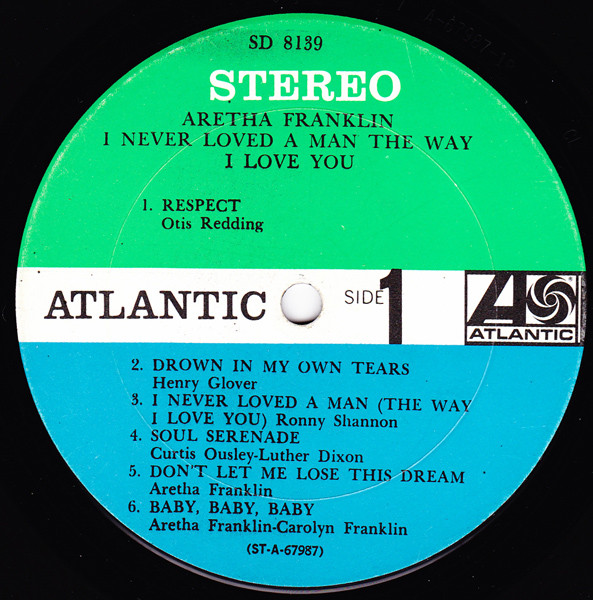 SD 8139
STEREO
ARETHA FRANKLIN
I NEVER LOVED A MAN THE WAY
I LOVE YOU
1. RESPECT
Otis Redding
ATLANTIC
SIDE 1
ATLANTIC
2. DROWN IN MY OWN TEARS
Henry Glover
3. I NEVER LOVED A MAN (THE WAY
I LOVE YOU) Ronny Shannon
4. SOUL SERENADE
Curtis Ousley-Luther Dixon
5. DON'T LET ME LOSE THIS DREAM
Aretha Franklin
6. BABY, BABY, BABY
Aretha Franklin-Carolyn Franklin
(ST-A-67987)